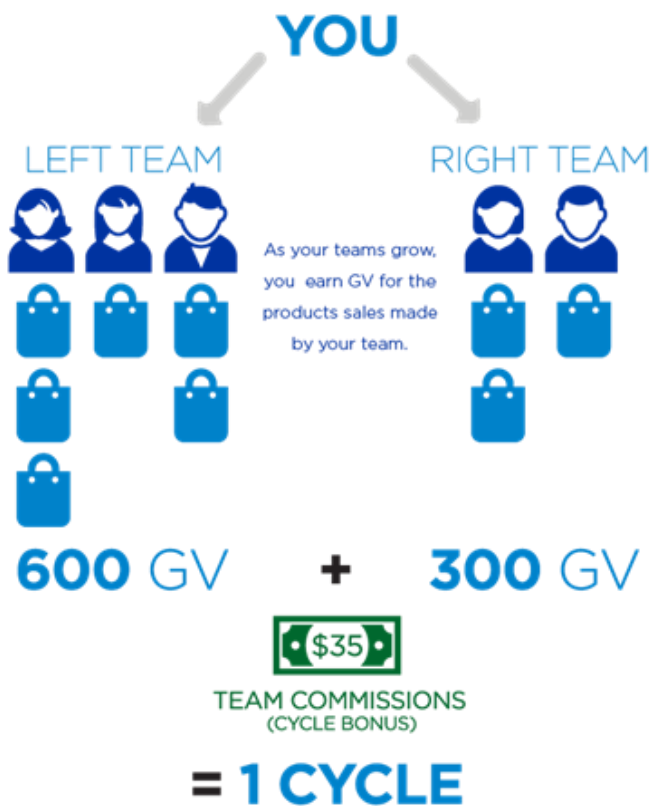 YOU
LEFT TEAM
RIGHT TEAM
As your teams grow,
you earn GV for the
products sales made
by your team.
600 GV + 300 GV
$35
TEAM COMMISSIONS
(CYCLE BONUS)
= 1 CYCLE